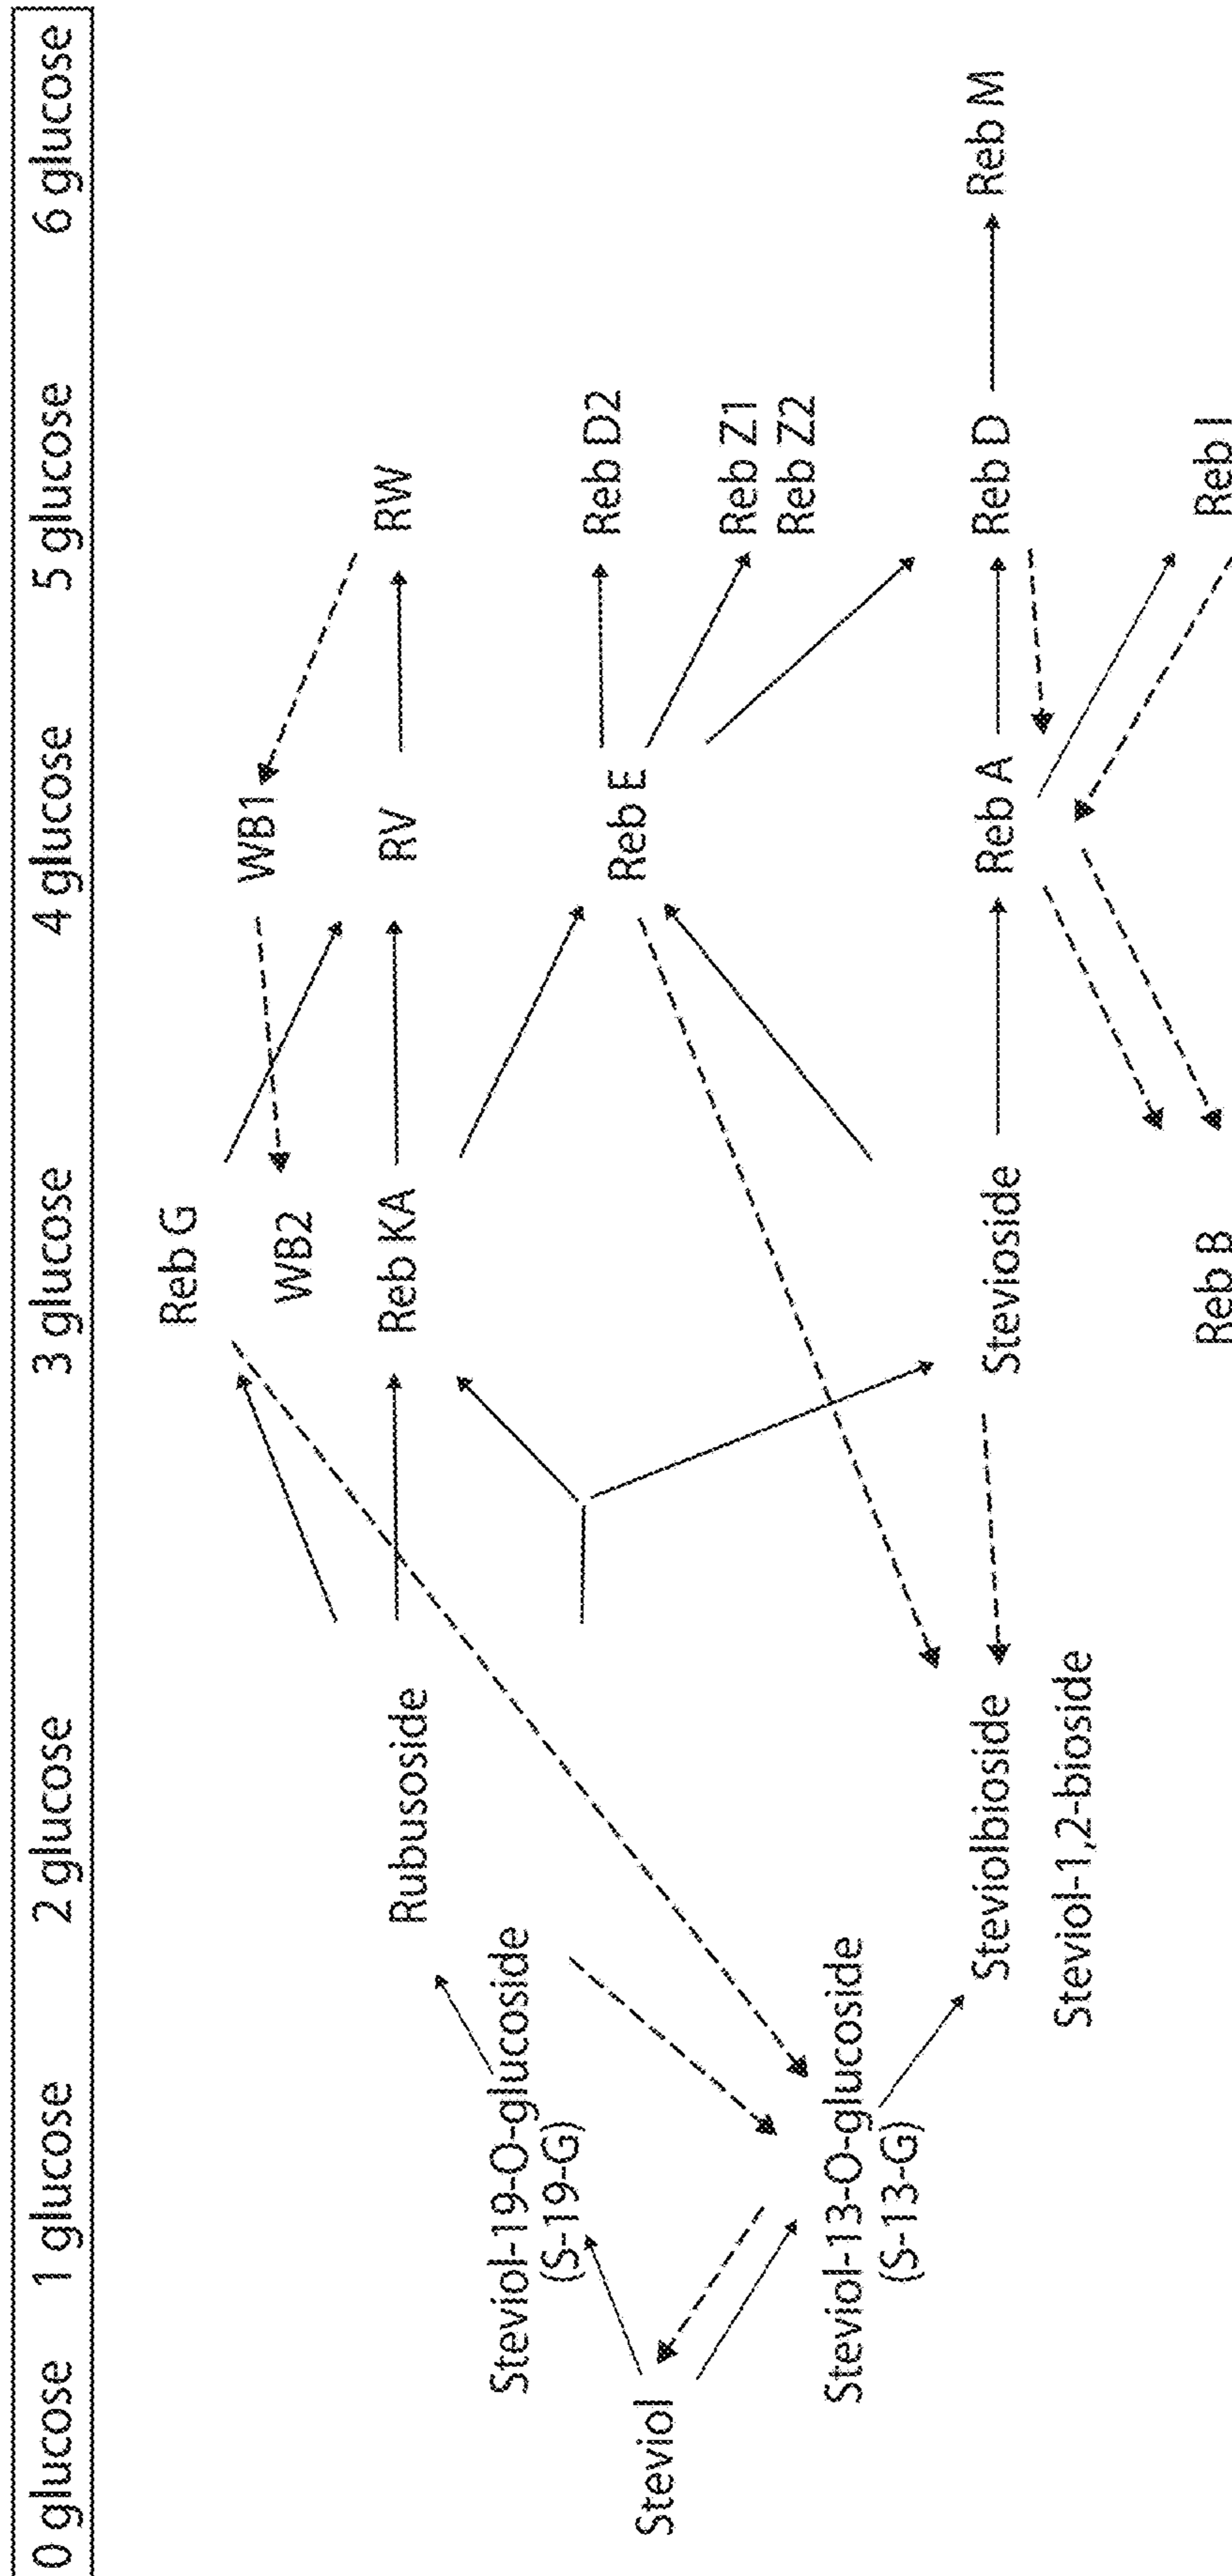 0 glucose 1 glucose 2 glucose 3 glucose 4 glucose 5 glucose 6 glucose
Reb G
WB1
WB2
Rubusoside
Reb KA
RV
RW
Steviol-19-O-glucoside
(S-19-G)
Reb D2
Steviol
Reb E
Reb Z1
Reb Z2
Steviol-13-O-glucoside
(S-13-G)
Steviolbioside
Stevioside
Reb A
Reb D
Reb M
Steviol-1,2-bioside
Reb B
Reb I